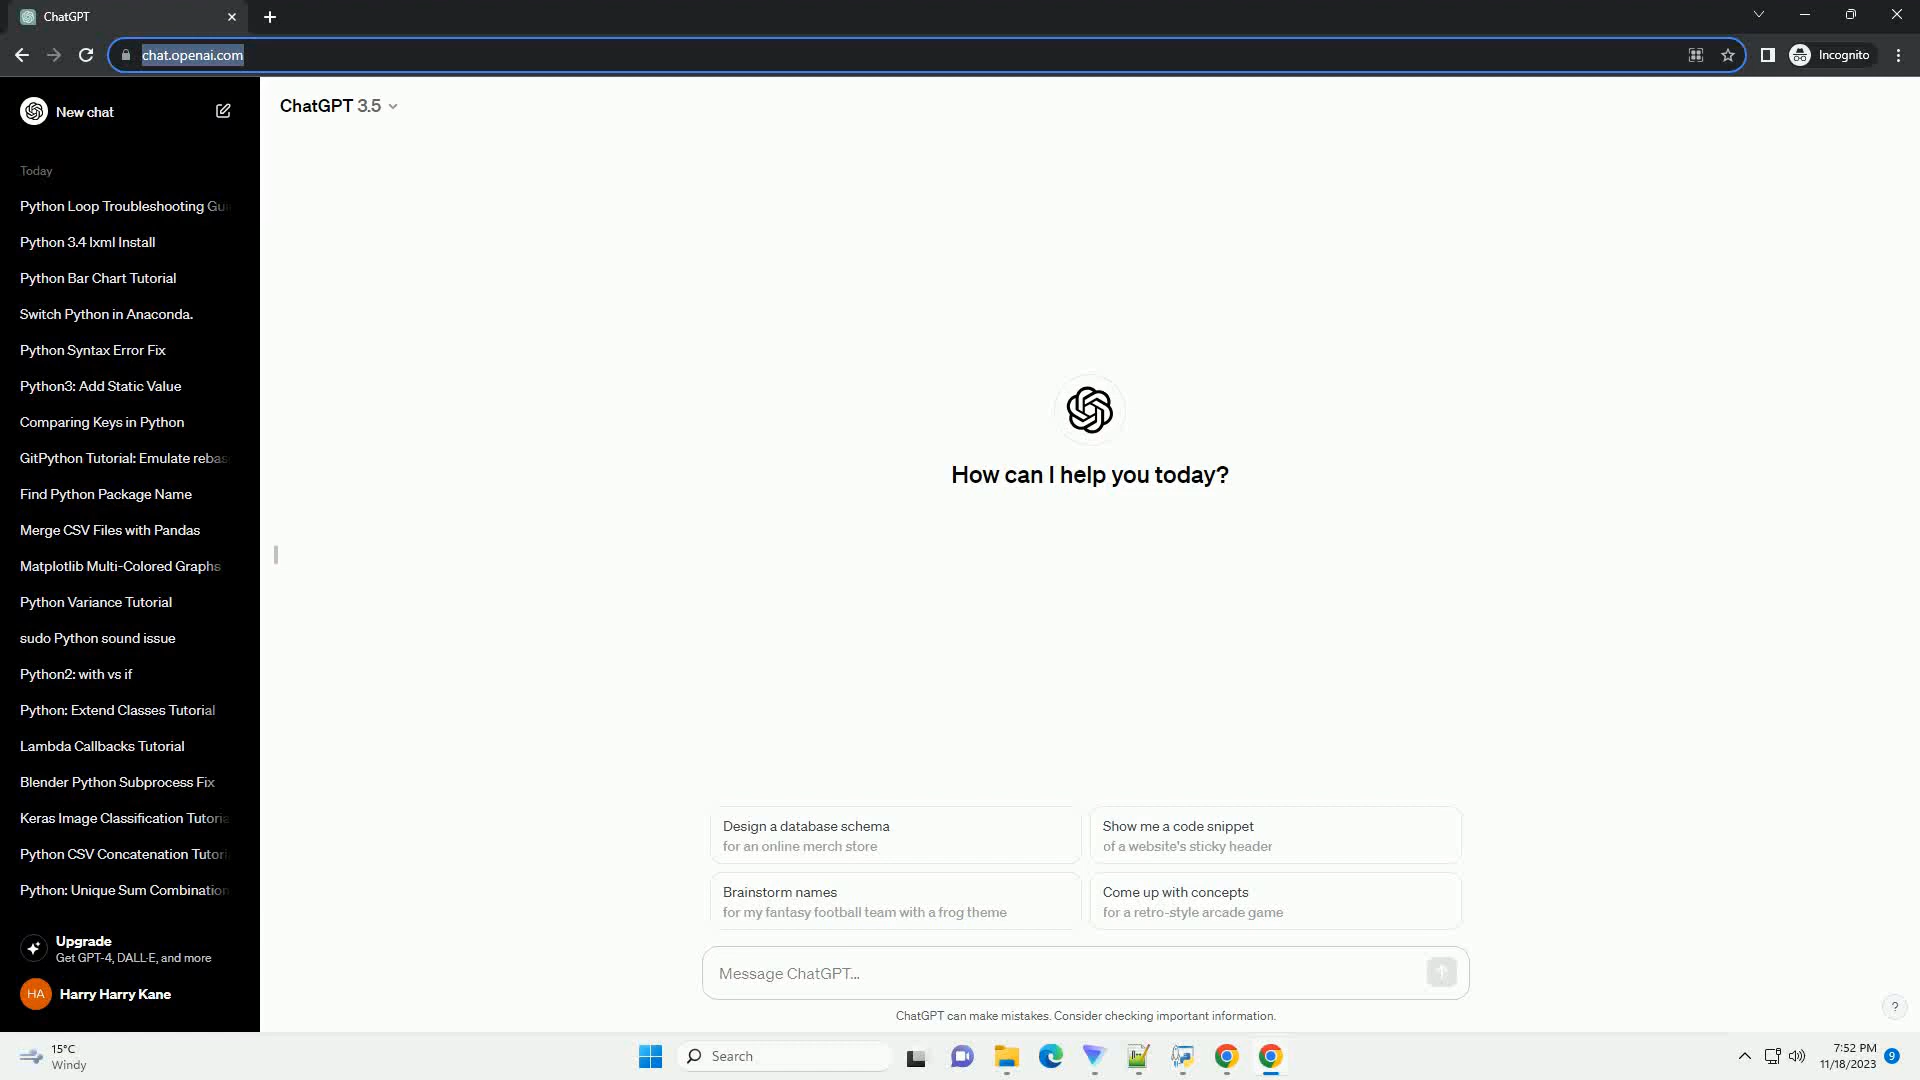 ChatGPT
chat.openai.com
Incognito
New chat
ChatGPT 3.5
Today
Python Loop Troubleshooting Gu
Python 3.4 lxml Install
Python Bar Chart Tutorial
Switch Python in Anaconda.
Python Syntax Error Fix
Python3: Add Static Value
Comparing Keys in Python
GitPython Tutorial: Emulate rebas
Find Python Package Name
Merge CSV Files with Pandas
Matplotlib Multi-Colored Graphs
Python Variance Tutorial
sudo Python sound issue
Python2: with vs if
Python: Extend Classes Tutorial
Lambda Callbacks Tutorial
Blender Python Subprocess Fix
Keras Image Classification Tutoria
Python CSV Concatenation Tutori
Python: Unique Sum Combination
Upgrade
Get GPT-4, DALL·E, and more
HA
Harry Harry Kane
How can I help you today?
Design a database schema
for an online merch store
Show me a code snippet
of a website's sticky header
Brainstorm names
for my fantasy football team with a frog theme
Come up with concepts
for a retro-style arcade game
Message ChatGPT...
ChatGPT can make mistakes. Consider checking important information.
?
15°C
Windy
Search
7:52 PM
11/18/2023
9